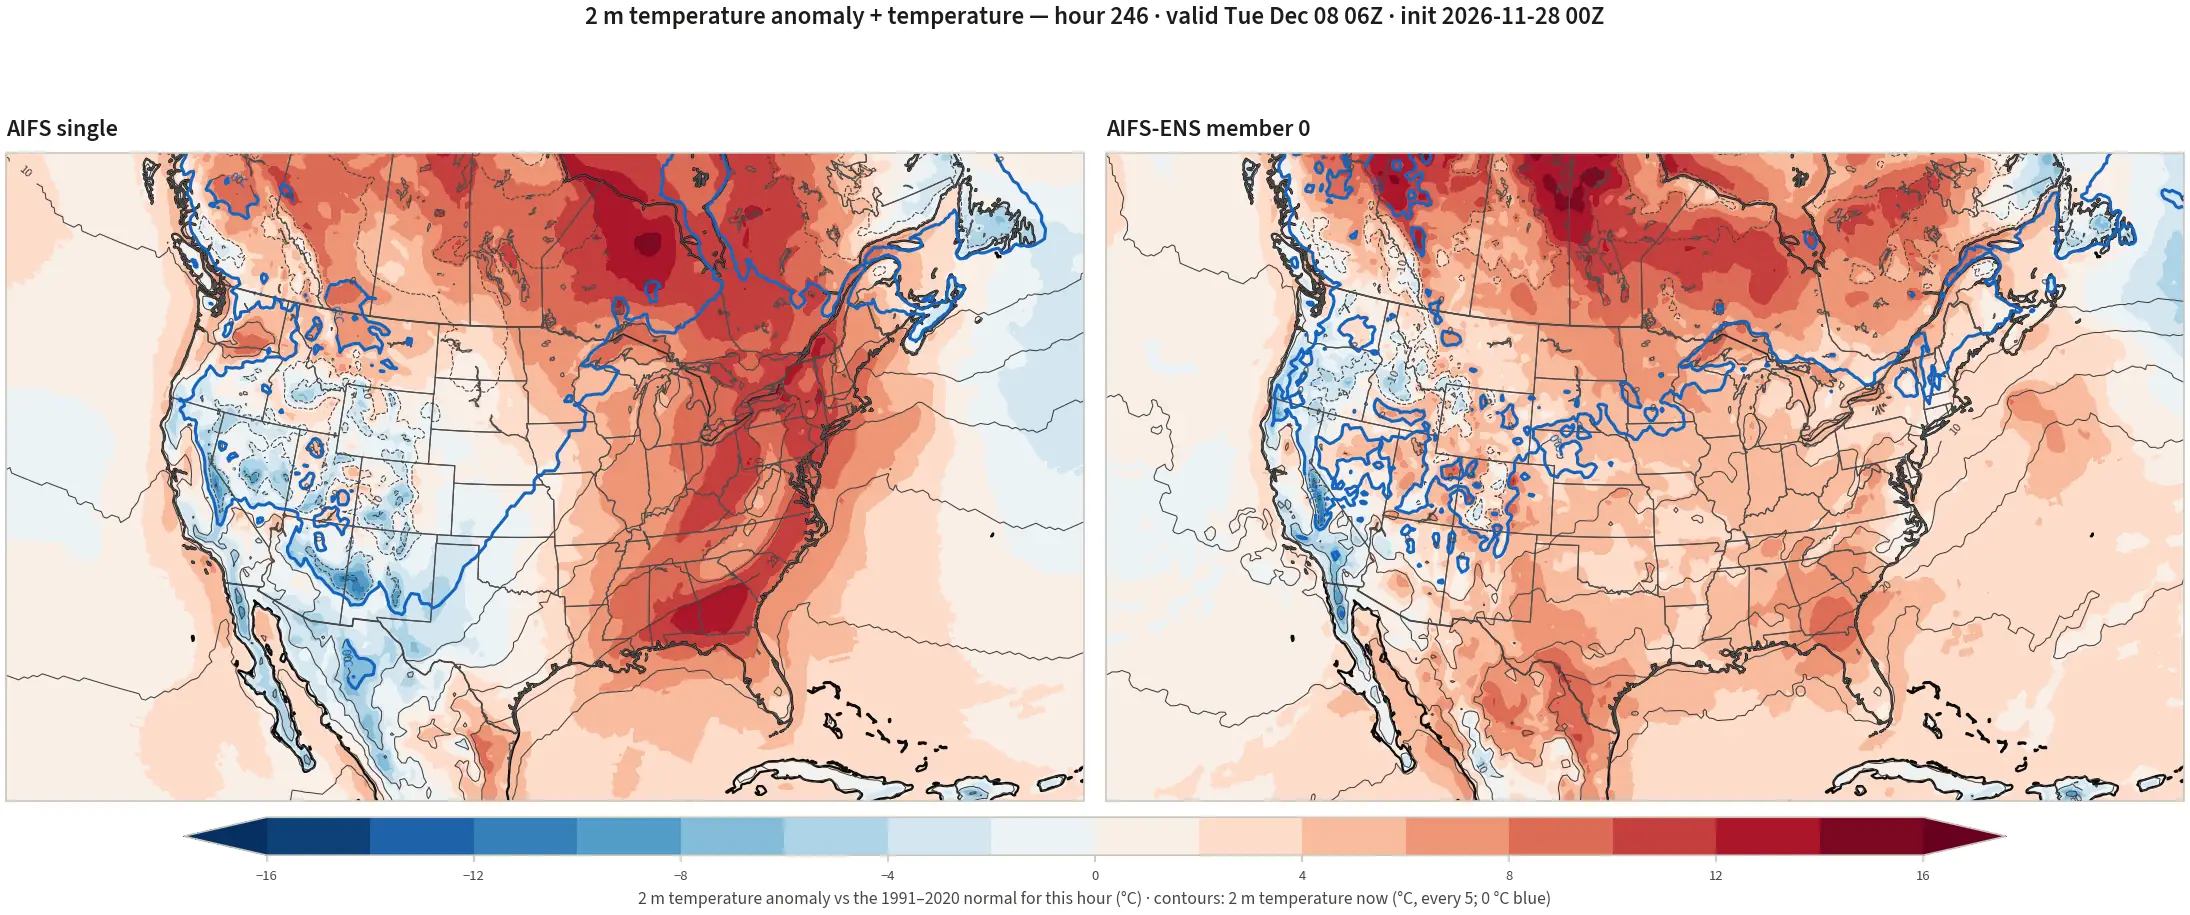 2 m temperature anomaly + temperature — hour 246 · valid Tue Dec 08 06Z · init 2026-11-28 00Z
AIFS single
AIFS-ENS member 0
10
10
−16 −12 −8 −4 0 4 8 12 16
2 m temperature anomaly vs the 1991–2020 normal for this hour (°C) · contours: 2 m temperature now (°C, every 5; 0 °C blue)